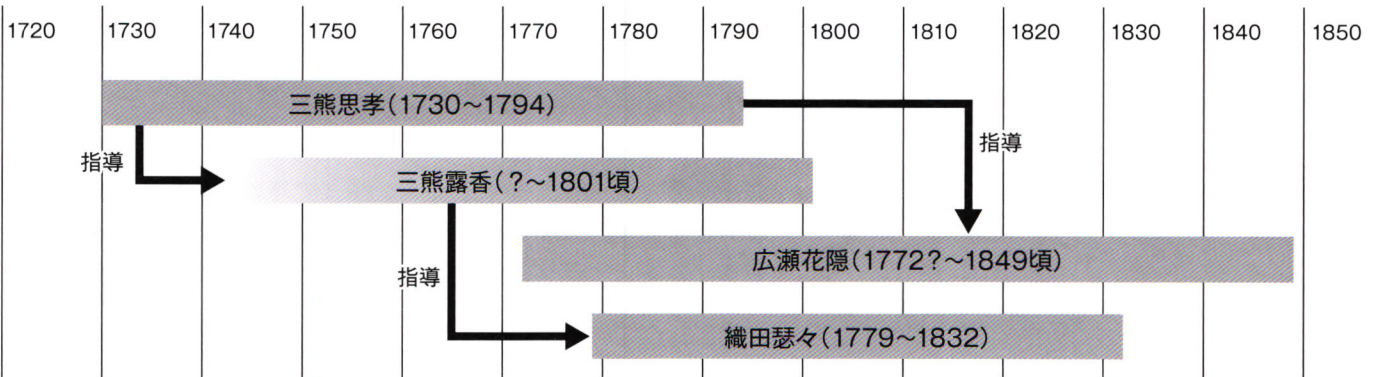 1720 1730 1740 1750 1760 1770 1780 1790 1800 1810 1820 1830 1840 1850
三熊思孝(1730〜1794)
指導
指導
三熊露香(?〜1801頃)
広瀬花隠(1772?〜1849頃)
指導
織田瑟々(1779〜1832)